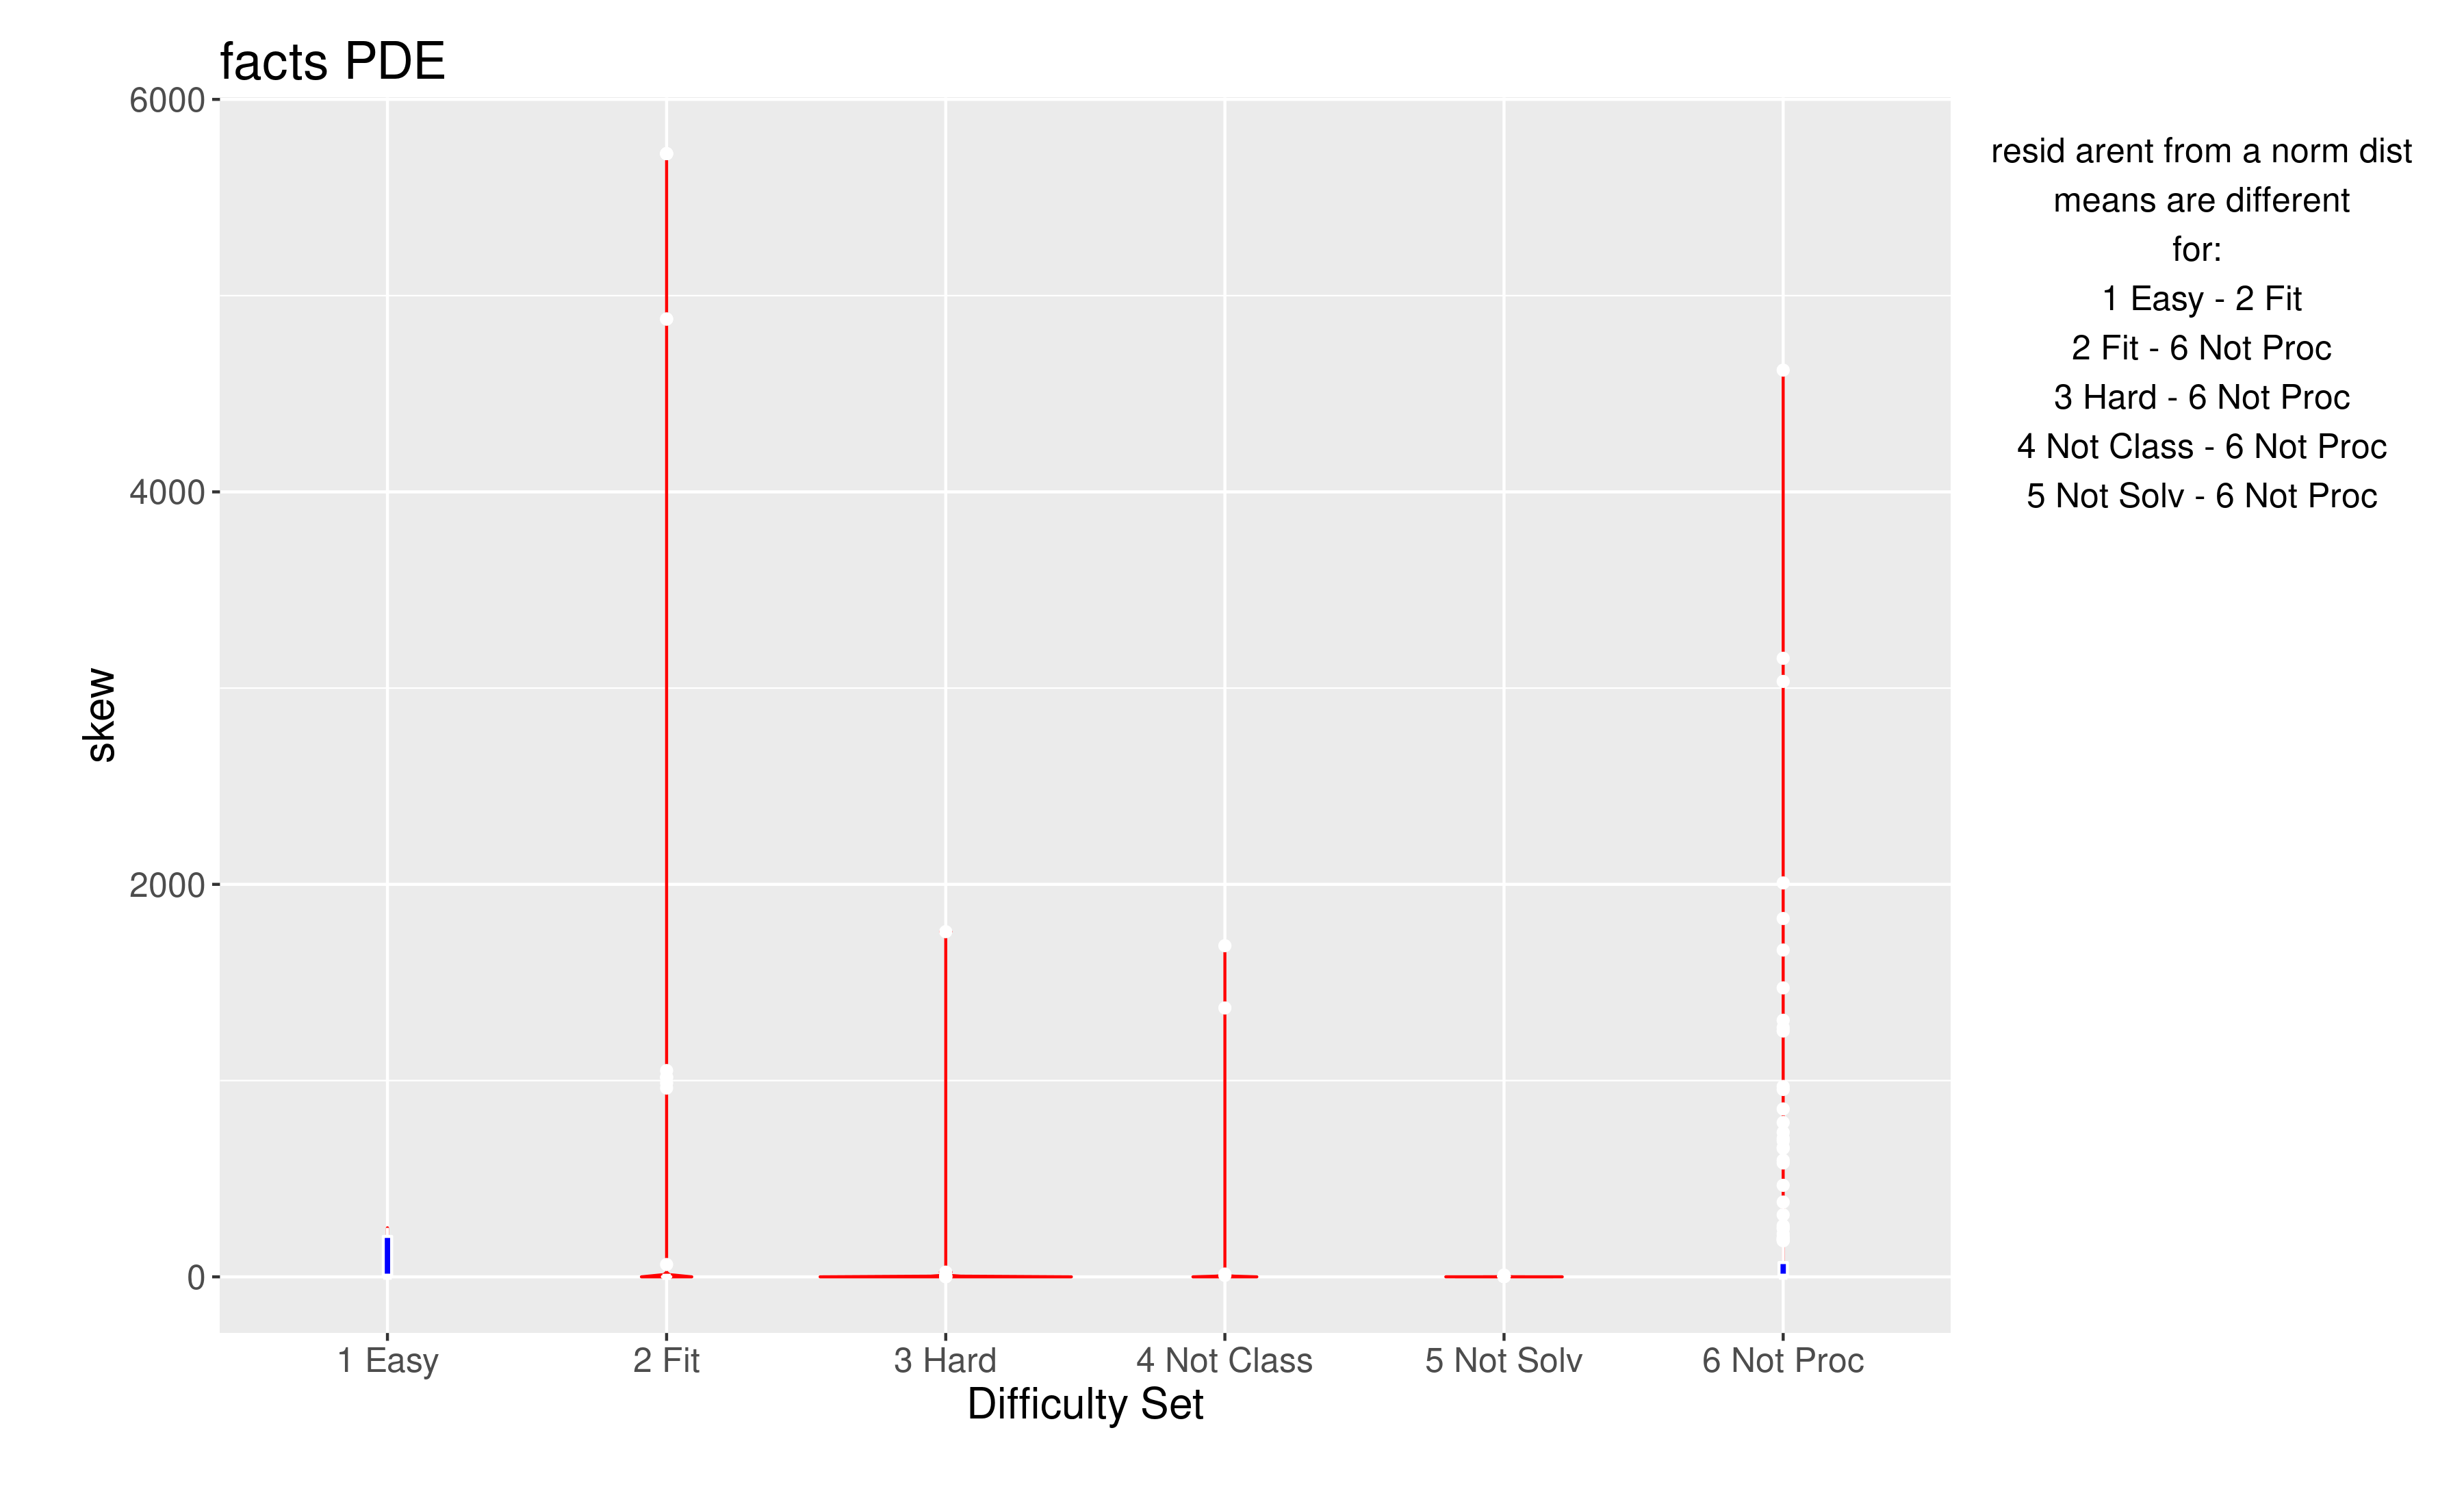 facts PDE
6000
4000
2000
0
skew
1 Easy
2 Fit
3 Hard
4 Not Class
5 Not Solv
6 Not Proc
Difficulty Set
resid arent from a norm dist
means are different
for:
1 Easy - 2 Fit
2 Fit - 6 Not Proc
3 Hard - 6 Not Proc
4 Not Class - 6 Not Proc
5 Not Solv - 6 Not Proc